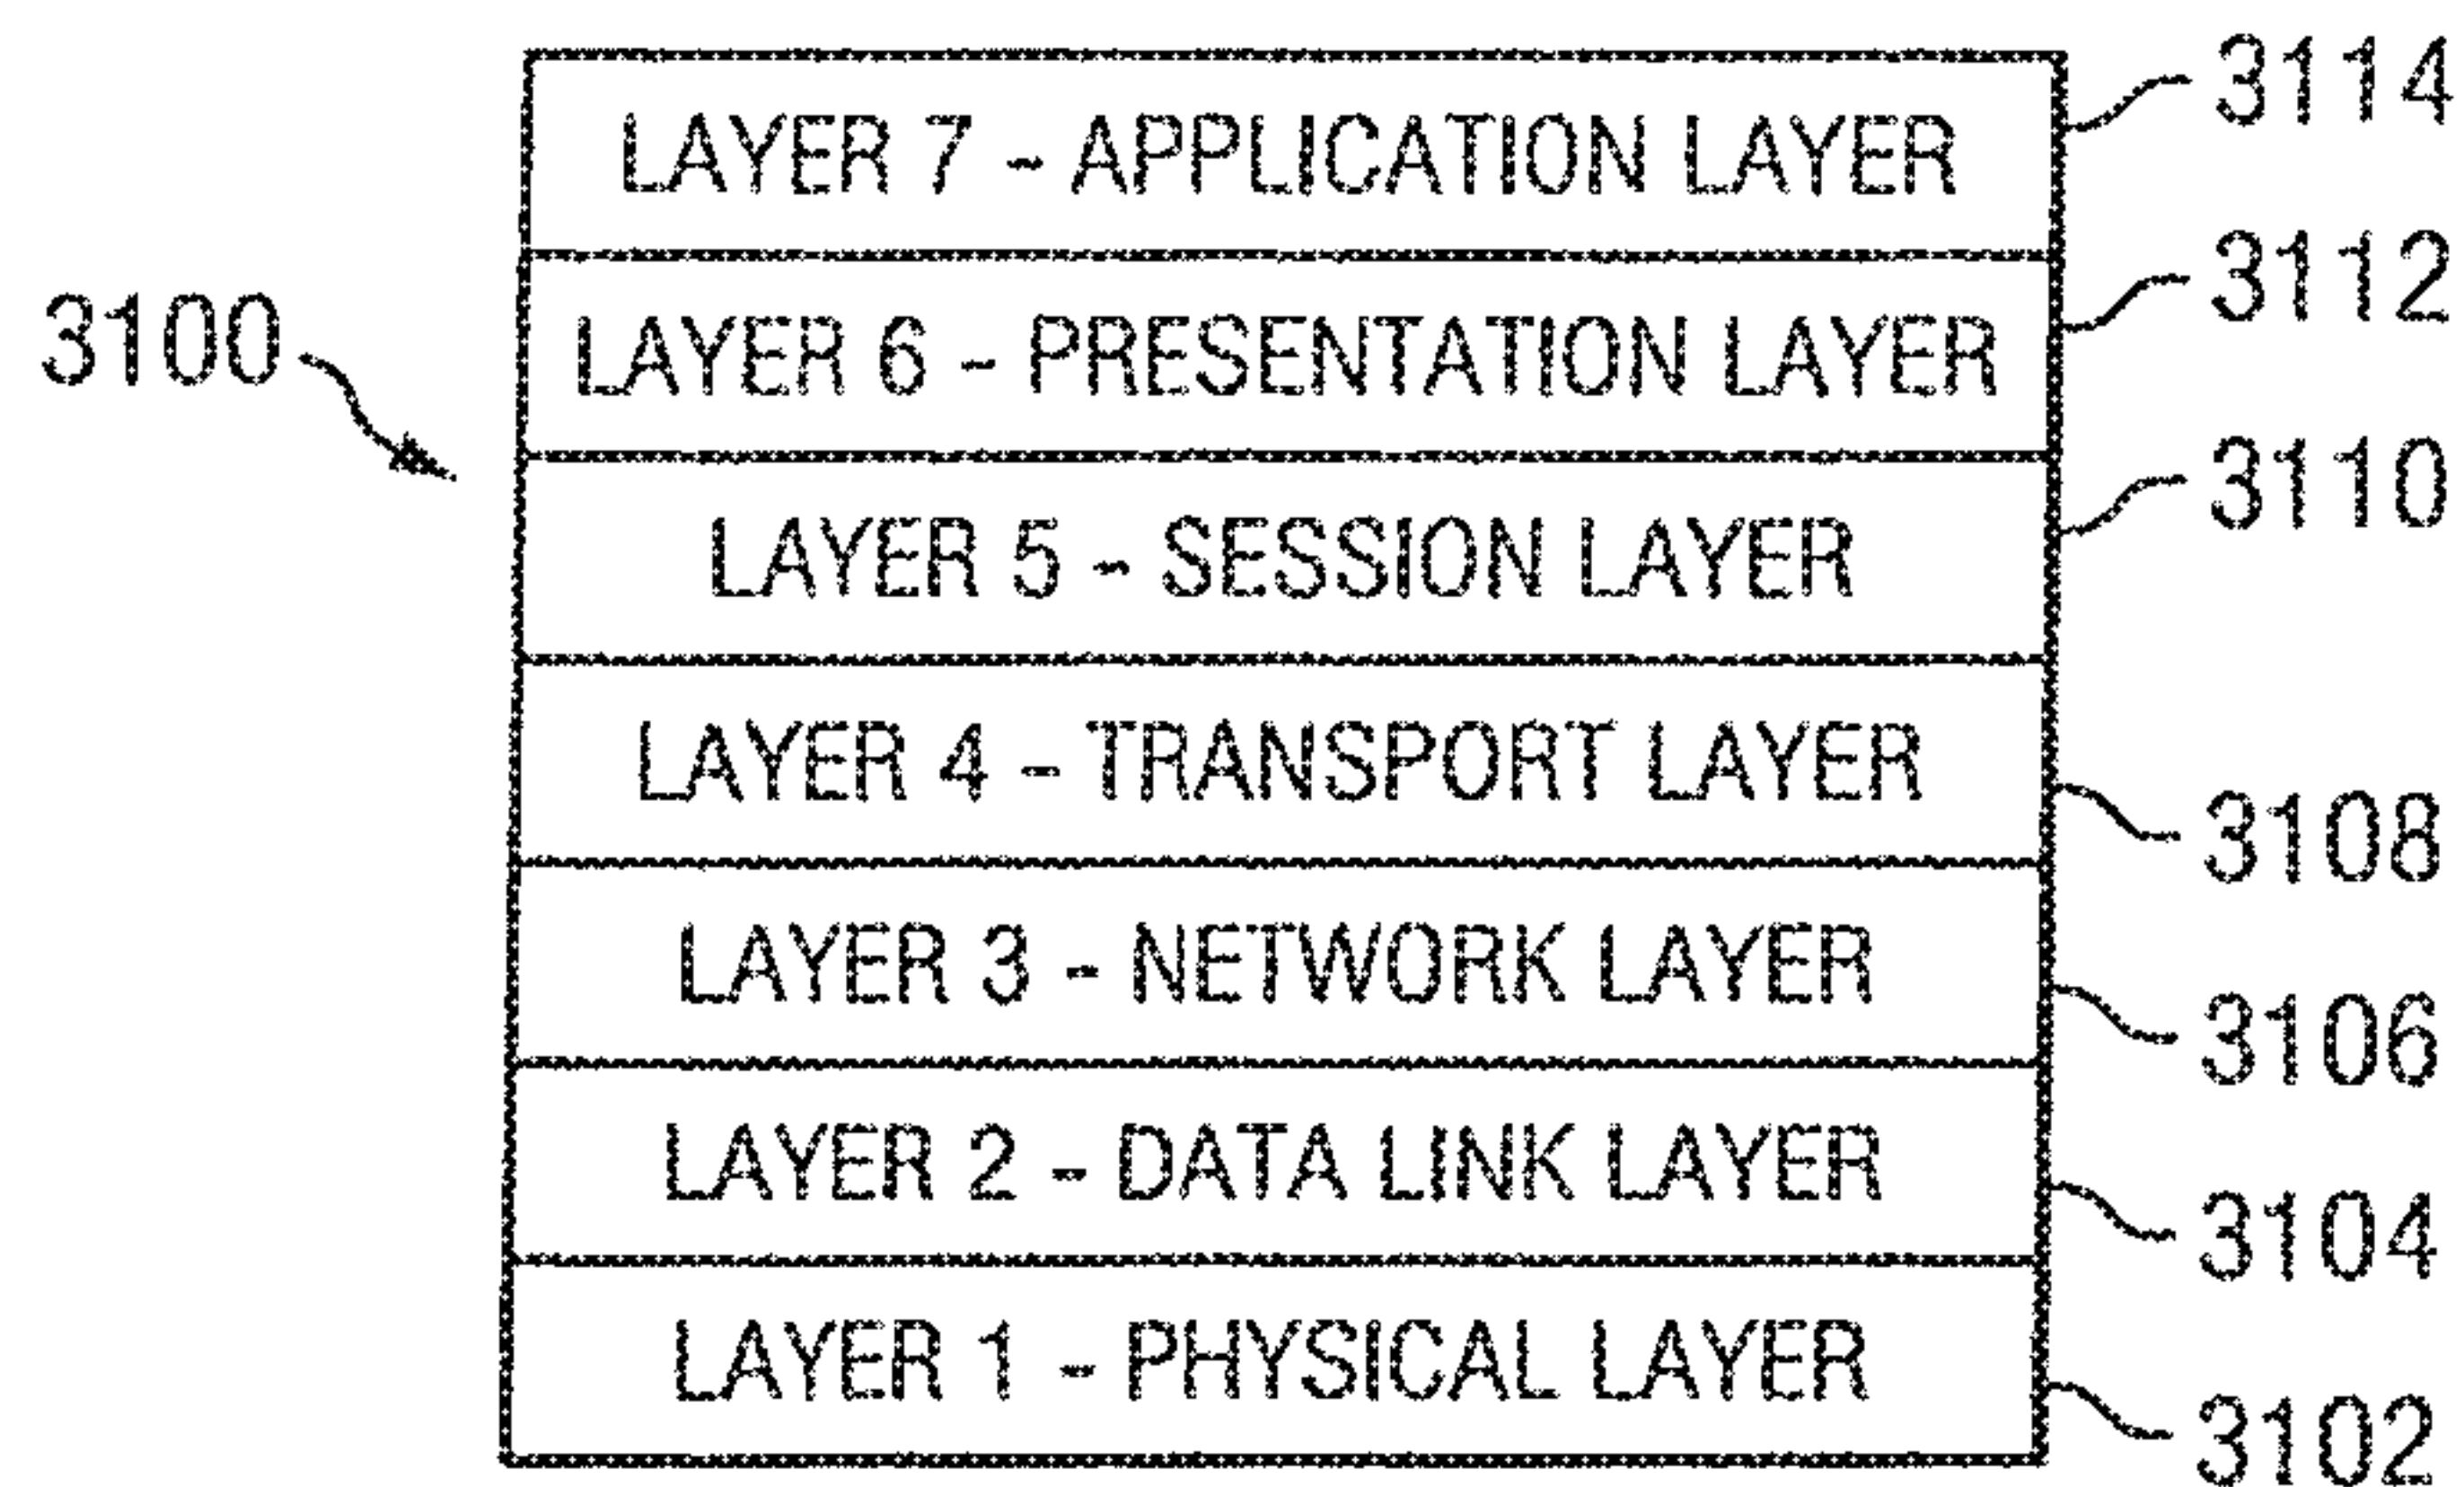 3114
LAYER 7 - APPLICATION LAYER
3112
3100
LAYER 6 - PRESENTATION LAYER
3110
LAYER 5 - SESSION LAYER
LAYER 4 - TRANSPORT LAYER
3108
LAYER 3 - NETWORK LAYER
3106
LAYER 2 - DATA LINK LAYER
3104
LAYER 1 - PHYSICAL LAYER
3102